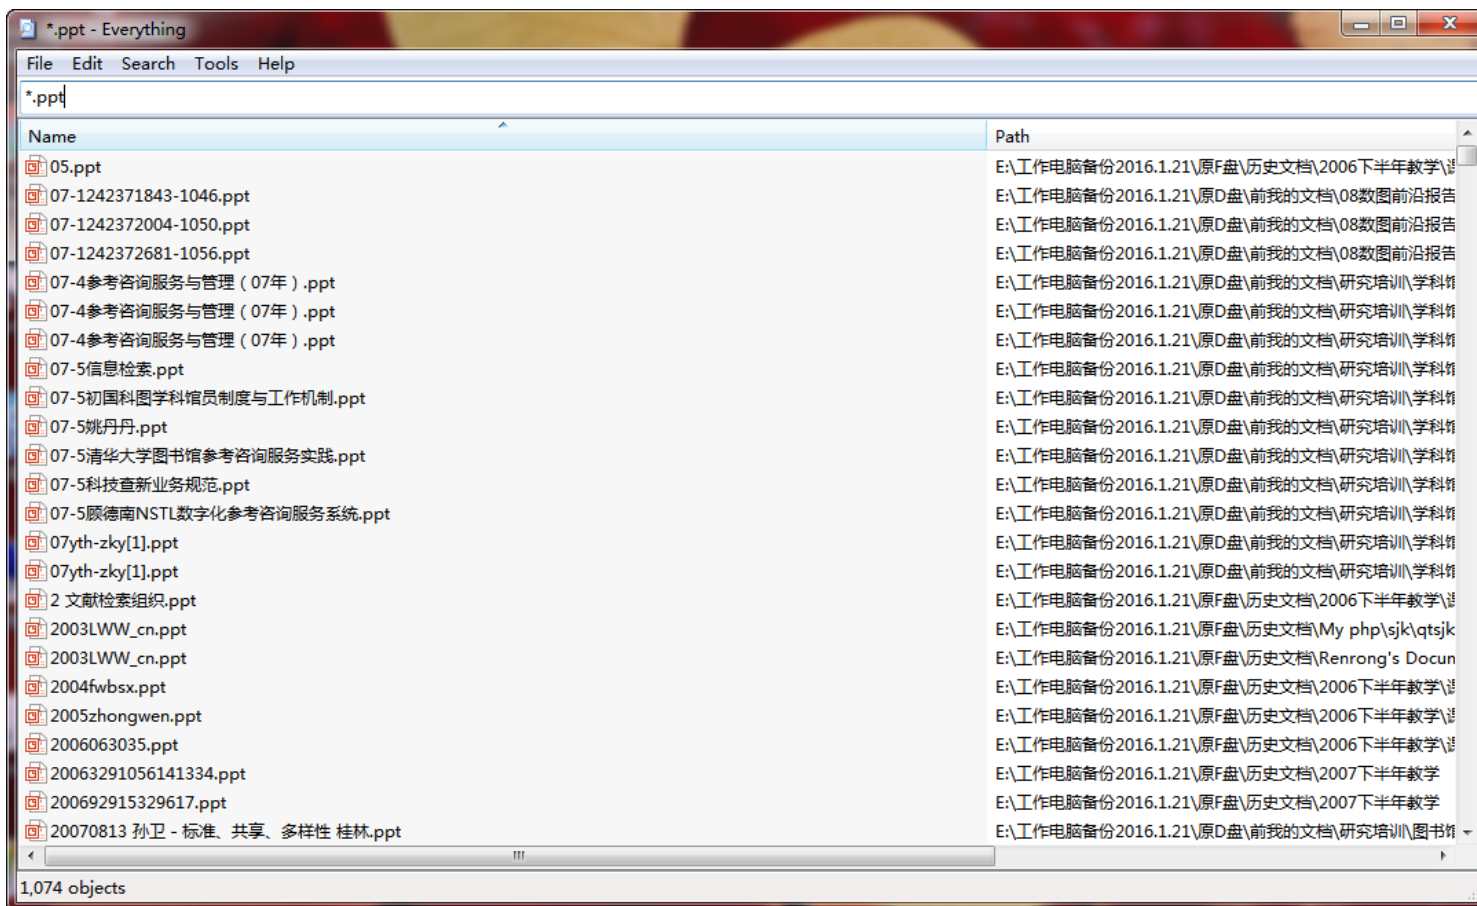 *.ppt - Everything
File Edit Search Tools Help
*.ppt
Name Path
05.ppt E:\工作电脑备份2016.1.21\原F盘\历史文档\2006下半年教学\
07-1242371843-1046.ppt E:\工作电脑备份2016.1.21\原D盘\前我的文档\08数图前沿报告
07-1242372004-1050.ppt E:\工作电脑备份2016.1.21\原D盘\前我的文档\08数图前沿报告
07-1242372681-1056.ppt E:\工作电脑备份2016.1.21\原D盘\前我的文档\08数图前沿报告
07-4参考咨询服务与管理（07年）.ppt E:\工作电脑备份2016.1.21\原D盘\前我的文档\研究培训\学科馆
07-4参考咨询服务与管理（07年）.ppt E:\工作电脑备份2016.1.21\原D盘\前我的文档\研究培训\学科馆
07-4参考咨询服务与管理（07年）.ppt E:\工作电脑备份2016.1.21\原D盘\前我的文档\研究培训\学科馆
07-5信息检索.ppt E:\工作电脑备份2016.1.21\原D盘\前我的文档\研究培训\学科馆
07-5初国科图学科馆员制度与工作机制.ppt E:\工作电脑备份2016.1.21\原D盘\前我的文档\研究培训\学科馆
07-5姚丹丹.ppt E:\工作电脑备份2016.1.21\原D盘\前我的文档\研究培训\学科馆
07-5清华大学图书馆参考咨询服务实践.ppt E:\工作电脑备份2016.1.21\原D盘\前我的文档\研究培训\学科馆
07-5科技查新业务规范.ppt E:\工作电脑备份2016.1.21\原D盘\前我的文档\研究培训\学科馆
07-5顾德南NSTL数字化参考咨询服务系统.ppt E:\工作电脑备份2016.1.21\原D盘\前我的文档\研究培训\学科馆
07yth-zky[1].ppt E:\工作电脑备份2016.1.21\原D盘\前我的文档\研究培训\学科馆
07yth-zky[1].ppt E:\工作电脑备份2016.1.21\原D盘\前我的文档\研究培训\学科馆
2 文献检索组织.ppt E:\工作电脑备份2016.1.21\原F盘\历史文档\2006下半年教学\
2003LWW_cn.ppt E:\工作电脑备份2016.1.21\原F盘\历史文档\My php\sjk\qtsjk
2003LWW_cn.ppt E:\工作电脑备份2016.1.21\原F盘\历史文档\Renrong's Docun
2004fwbsx.ppt E:\工作电脑备份2016.1.21\原F盘\历史文档\2006下半年教学\
2005zhongwen.ppt E:\工作电脑备份2016.1.21\原F盘\历史文档\2006下半年教学\
2006063035.ppt E:\工作电脑备份2016.1.21\原F盘\历史文档\2006下半年教学\
20063291056141334.ppt E:\工作电脑备份2016.1.21\原F盘\历史文档\2007下半年教学
200692915329617.ppt E:\工作电脑备份2016.1.21\原F盘\历史文档\2007下半年教学
20070813 孙卫 - 标准、共享、多样性 桂林.ppt E:\工作电脑备份2016.1.21\原D盘\前我的文档\研究培训\图书馆
1,074 objects